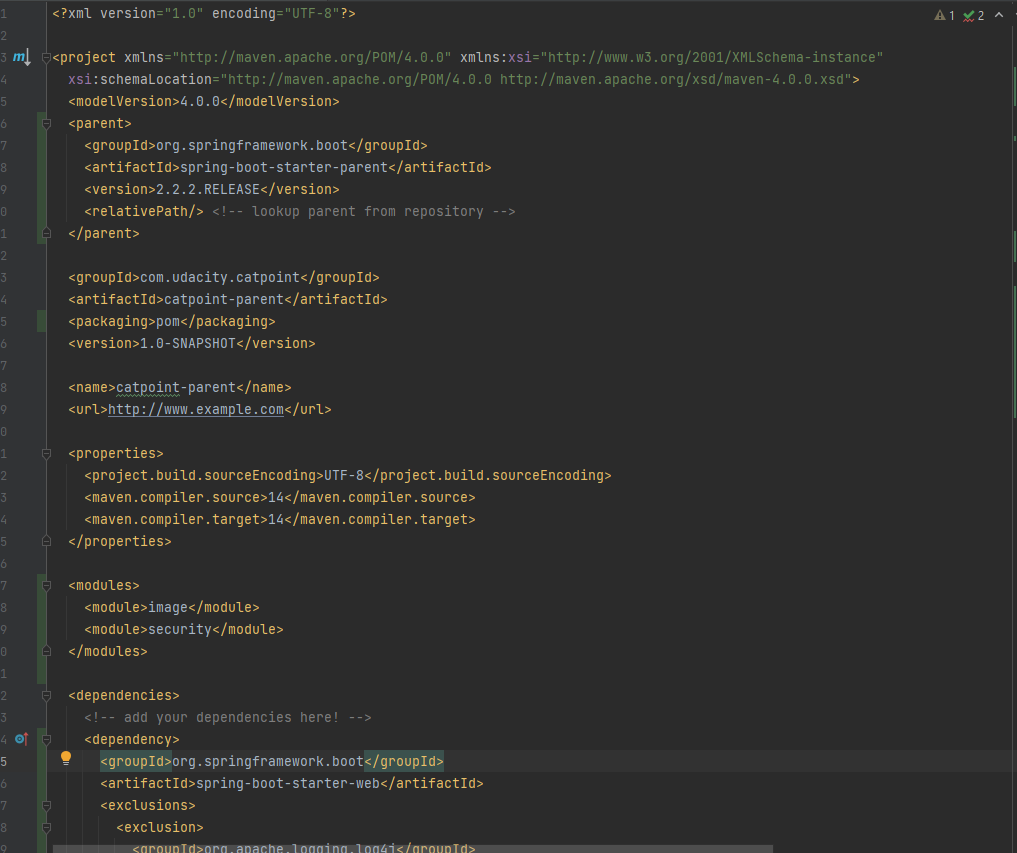 1 <?xml version="1.0" encoding="UTF-8"?> 1 2
2
3 m <project xmlns="http://maven.apache.org/POM/4.0.0" xmlns:xsi="http://www.w3.org/2001/XMLSchema-instance"
4 xsi:schemaLocation="http://maven.apache.org/POM/4.0.0 http://maven.apache.org/xsd/maven-4.0.0.xsd">
5 <modelVersion>4.0.0</modelVersion>
6 <parent>
7 <groupId>org.springframework.boot</groupId>
8 <artifactId>spring-boot-starter-parent</artifactId>
9 <version>2.2.2.RELEASE</version>
0 <relativePath/> <!-- lookup parent from repository -->
1 </parent>
2
3 <groupId>com.udacity.catpoint</groupId>
4 <artifactId>catpoint-parent</artifactId>
5 <packaging>pom</packaging>
6 <version>1.0-SNAPSHOT</version>
7
8 <name>catpoint-parent</name>
9 <url>http://www.example.com</url>
0
1 <properties>
2 <project.build.sourceEncoding>UTF-8</project.build.sourceEncoding>
3 <maven.compiler.source>14</maven.compiler.source>
4 <maven.compiler.target>14</maven.compiler.target>
5 </properties>
6
7 <modules>
8 <module>image</module>
9 <module>security</module>
0 </modules>
1
2 <dependencies>
3 <!-- add your dependencies here! -->
4 <dependency>
5 <groupId>org.springframework.boot</groupId>
6 <artifactId>spring-boot-starter-web</artifactId>
7 <exclusions>
8 <exclusion>
9 <groupId>org.apache.logging.log4j</groupId>